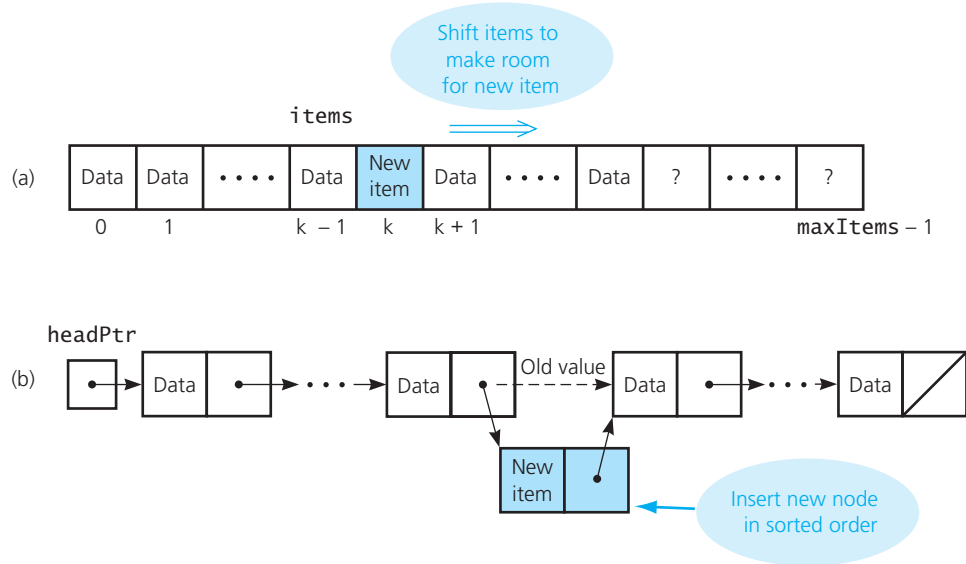 Shift items to
make room
for new item
items
(a) Data Data • • • • Data New item Data • • • • Data ? • • • • ?
0 1 k – 1 k k + 1 maxItems – 1
headPtr
(b) Data • • • Data Old value Data • • • Data
New
item
Insert new node
in sorted order